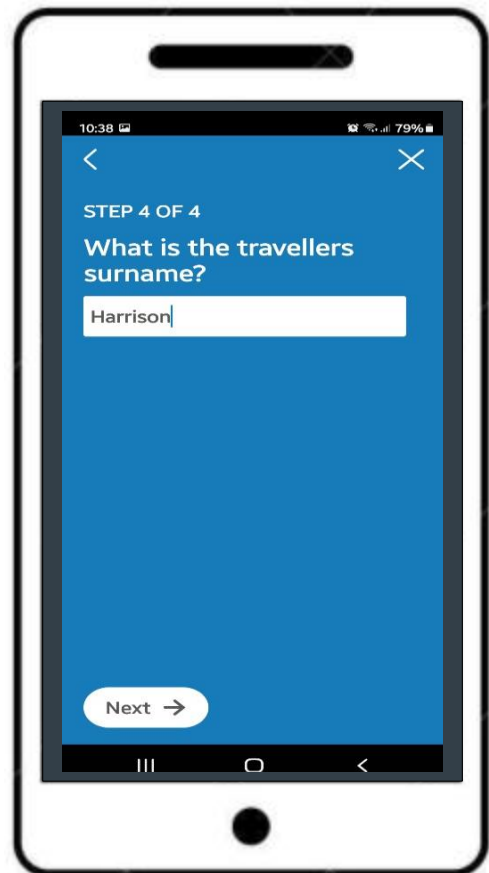 10:38 79%
STEP 4 OF 4
What is the travellers
surname?
Harrison
Next →